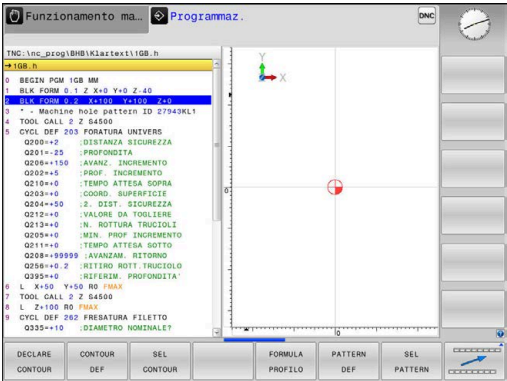 Funzionamento ma...
Programmaz.
DNC
TNC:\nc_prog\BHB\Klartext\1GB.h
→1GB.h
0 BEGIN PGM 1GB MM
1 BLK FORM 0.1 Z X+0 Y+0 Z-40
2 BLK FORM 0.2 X+100 Y+100 Z+0
3 * - Machine hole pattern ID 27943KL1
4 TOOL CALL 2 Z S4500
5 CYCL DEF 203 FORATURA UNIVERS
Q200=+2 ;DISTANZA SICUREZZA
Q201=-25 ;PROFONDITA
Q206=+150 ;AVANZ. INCREMENTO
Q202=+5 ;PROF. INCREMENTO
Q210=+0 ;TEMPO ATTESA SOPRA
Q203=+0 ;COORD. SUPERFICIE
Q204=+50 ;2. DIST. SICUREZZA
Q212=+0 ;VALORE DA TOGLIERE
Q213=+0 ;N. ROTTURA TRUCIOLI
Q205=+0 ;MIN. PROF INCREMENTO
Q211=+0 ;TEMPO ATTESA SOTTO
Q208=+99999 ;AVANZAM. RITORNO
Q256=+0.2 ;RITIRO ROTT.TRUCIOLO
Q395=+0 ;RIFERIM. PROFONDITA'
6 L X+50 Y+50 R0 FMAX
7 TOOL CALL 2 Z S4500
8 L Z+100 R0 FMAX
9 CYCL DEF 262 FRESATURA FILETTO
Q335=+10 ;DIAMETRO NOMINALE?
Y
X
0
0
DECLARE CONTOUR
CONTOUR DEF
SEL CONTOUR
FORMULA PROFILO
PATTERN DEF
SEL PATTERN